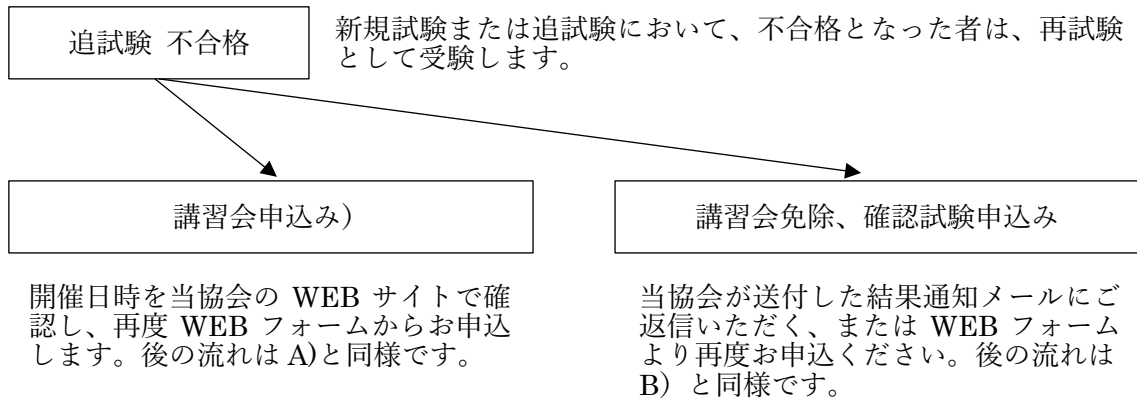 追試験 不合格
新規試験または追試験において、不合格となった者は、再試験
として受験します。
講習会申込み）
講習会免除、確認試験申込み
開催日時を当協会の WEB サイトで確
認し、再度 WEB フォームからお申込
します。後の流れは A)と同様です。
当協会が送付した結果通知メールにご
返信いただく、または WEB フォーム
より再度お申込ください。後の流れは
B）と同様です。